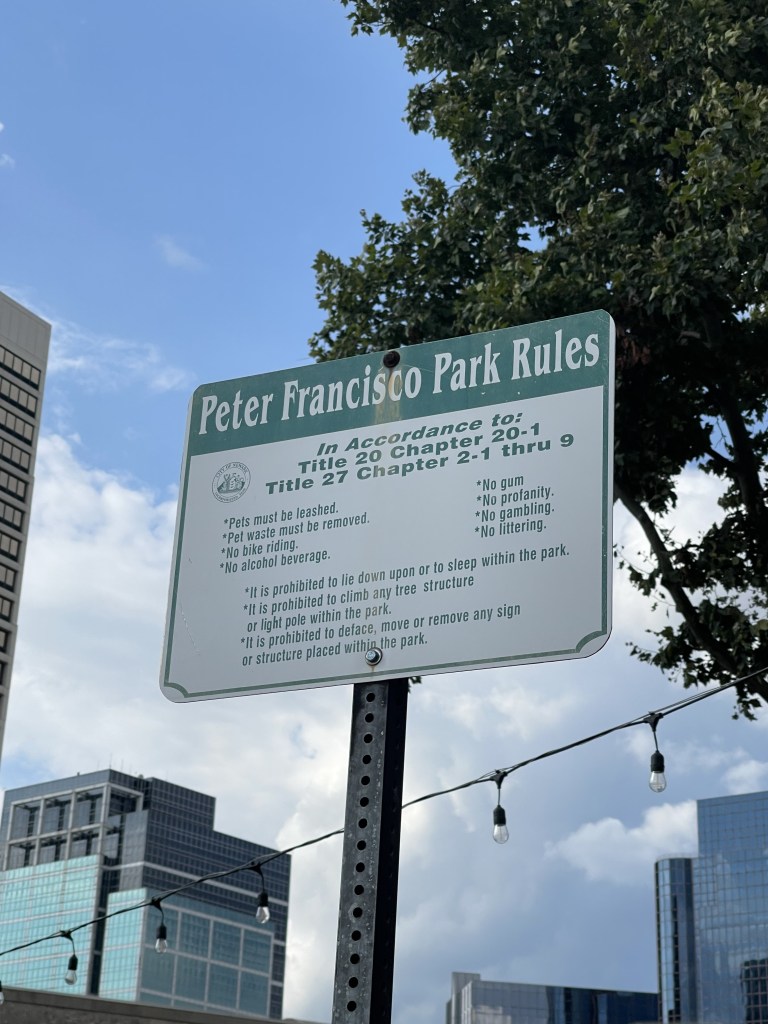 Peter Francisco Park Rules
In Accordance to:
Title 20 Chapter 20-1
Title 27 Chapter 2-1 thru 9
*Pets must be leashed.
*Pet waste must be removed.
*No bike riding.
*No alcohol beverage.
*No gum
*No profanity.
*No gambling.
*No littering.
*It is prohibited to lie down upon or to sleep within the park.
*It is prohibited to climb any tree structure
or light pole within the park.
*It is prohibited to deface, move or remove any sign
or structure placed within the park.